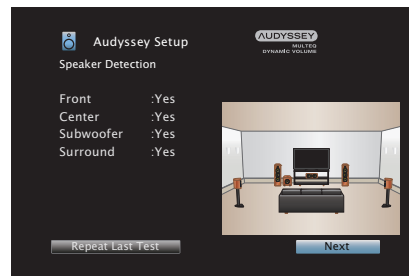 Audyssey Setup
AUDYSSEY
MULTEQ
DYNAMIC VOLUME
Speaker Detection
Front :Yes
Center :Yes
Subwoofer :Yes
Surround :Yes
Repeat Last Test
Next